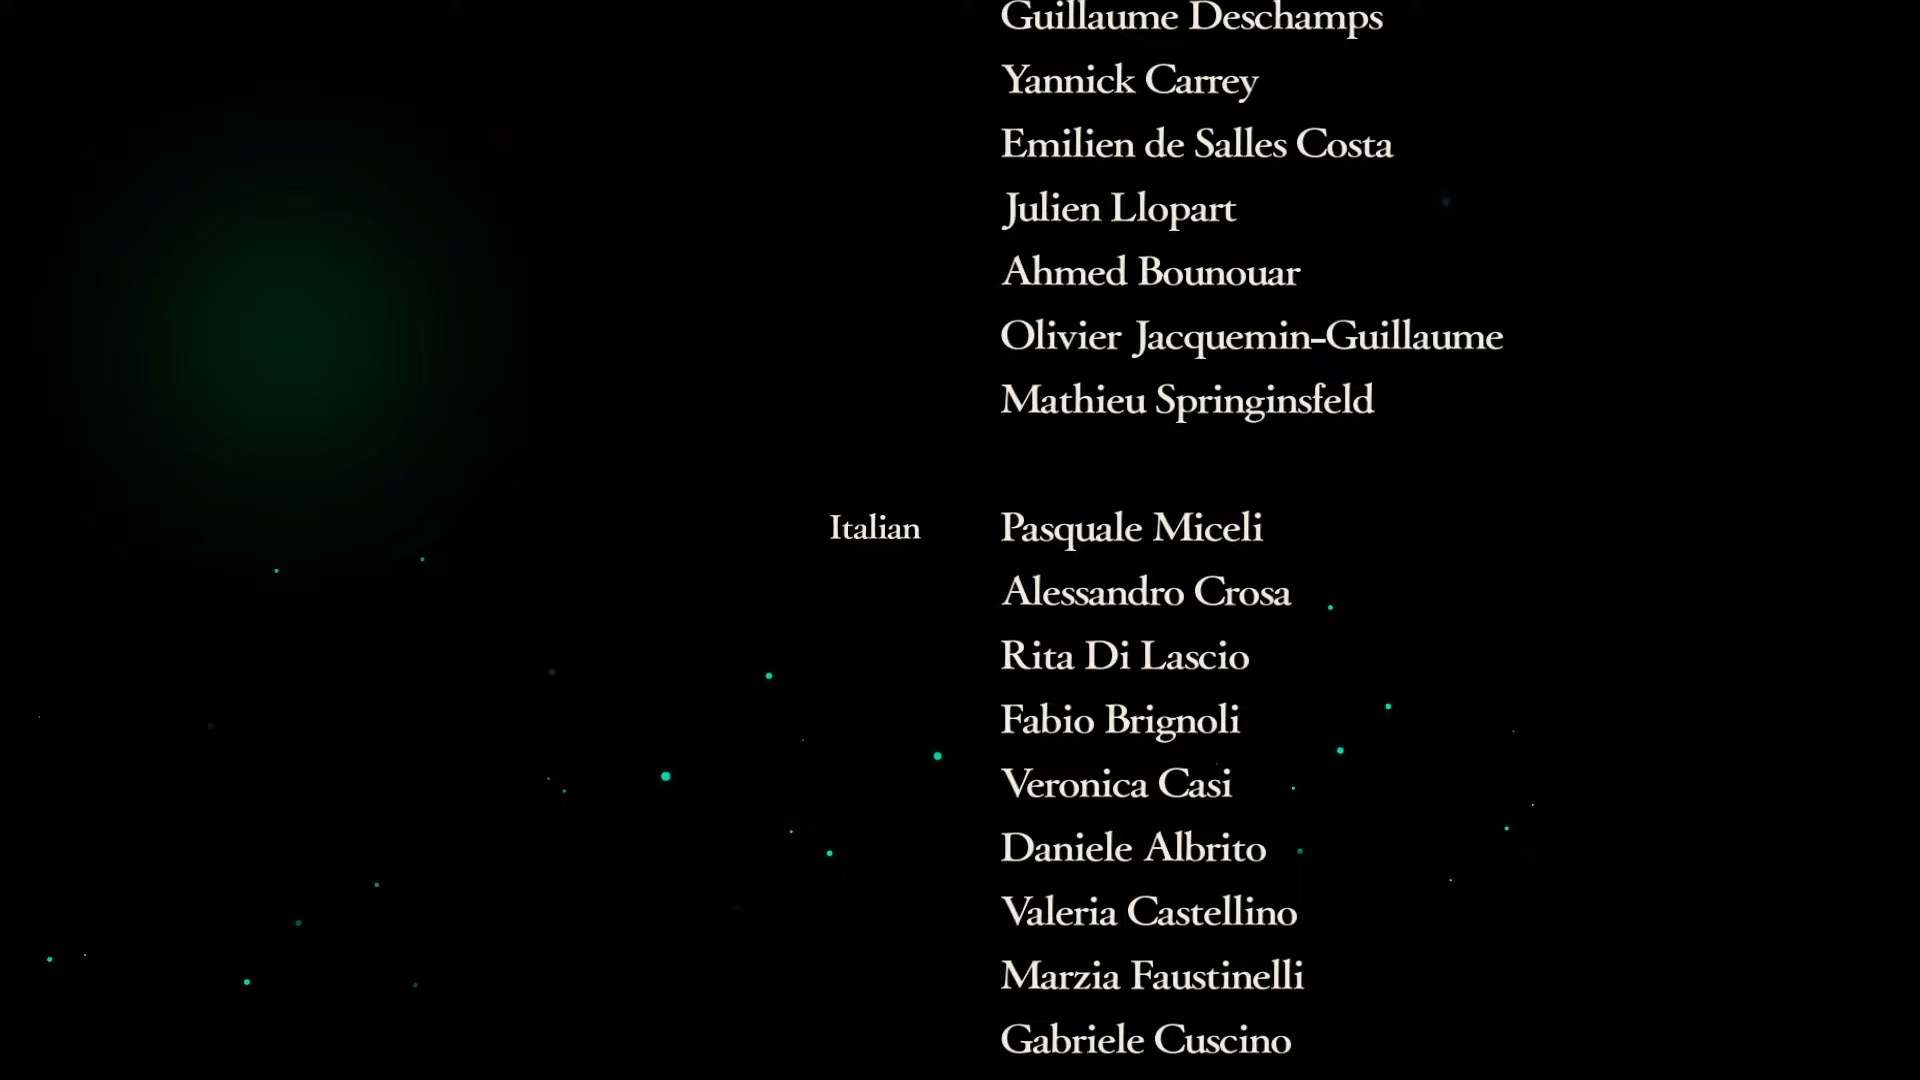 Guillaume Deschamps
Yannick Carrey
Emilien de Salles Costa
Julien Llopart
Ahmed Bounouar
Olivier Jacquemin-Guillaume
Mathieu Springinsfeld
Italian Pasquale Miceli
Alessandro Crosa
Rita Di Lascio
Fabio Brignoli
Veronica Casi
Daniele Albrito
Valeria Castellino
Marzia Faustinelli
Gabriele Cuscino